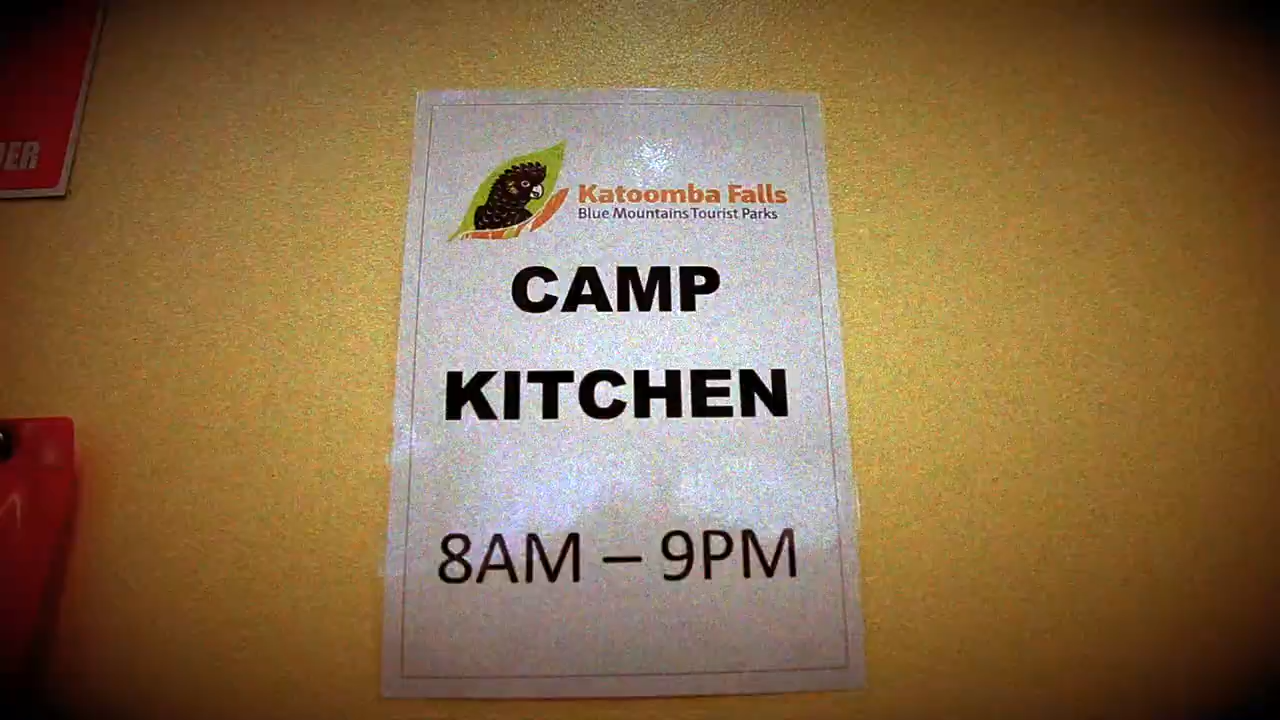 Katoomba Falls
Blue Mountains Tourist Parks
CAMP
KITCHEN
8AM – 9PM